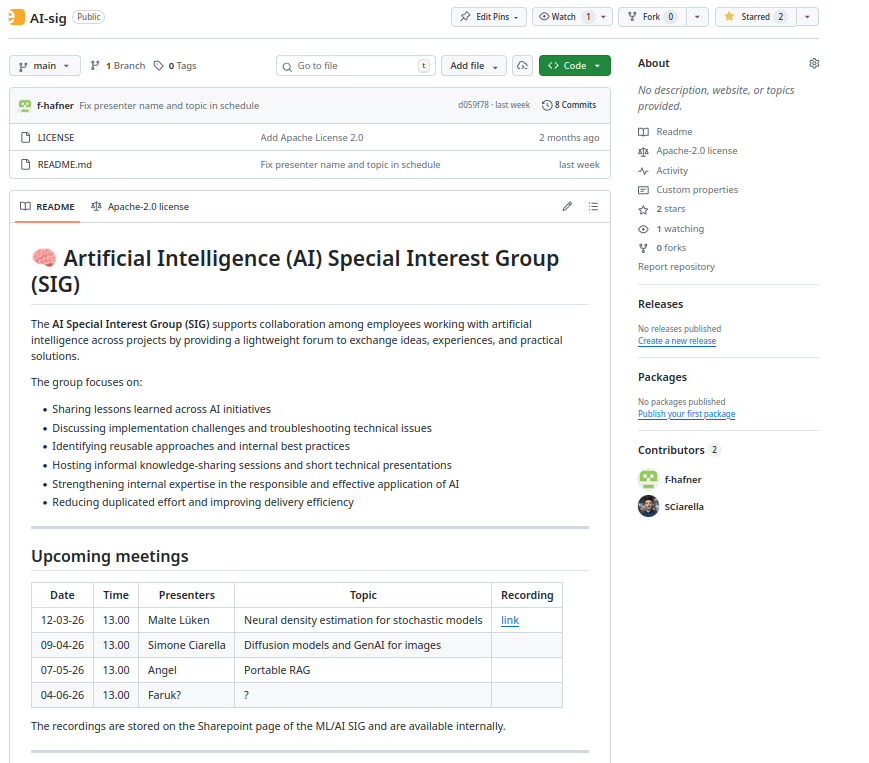 AI-sig Public Edit Pins Watch 1 Fork 0 Starred 2
main 1 Branch 0 Tags Go to file t Add file Code
f-hafner Fix presenter name and topic in schedule d059f78 · last week 8 Commits
LICENSE Add Apache License 2.0 2 months ago
README.md Fix presenter name and topic in schedule last week
README Apache-2.0 license
🧠 Artificial Intelligence (AI) Special Interest Group
(SIG)
The AI Special Interest Group (SIG) supports collaboration among employees working with artificial
intelligence across projects by providing a lightweight forum to exchange ideas, experiences, and practical
solutions.
The group focuses on:
• Sharing lessons learned across AI initiatives
• Discussing implementation challenges and troubleshooting technical issues
• Identifying reusable approaches and internal best practices
• Hosting informal knowledge-sharing sessions and short technical presentations
• Strengthening internal expertise in the responsible and effective application of AI
• Reducing duplicated effort and improving delivery efficiency
Upcoming meetings
Date Time Presenters Topic Recording
12-03-26 13.00 Malte Lüken Neural density estimation for stochastic models link
09-04-26 13.00 Simone Ciarella Diffusion models and GenAI for images
07-05-26 13.00 Angel Portable RAG
04-06-26 13.00 Faruk? ?
The recordings are stored on the Sharepoint page of the ML/AI SIG and are available internally.
About
No description, website, or topics
provided.
Readme
Apache-2.0 license
Activity
Custom properties
2 stars
1 watching
0 forks
Report repository
Releases
No releases published
Create a new release
Packages
No packages published
Publish your first package
Contributors 2
f-hafner
SCiarella